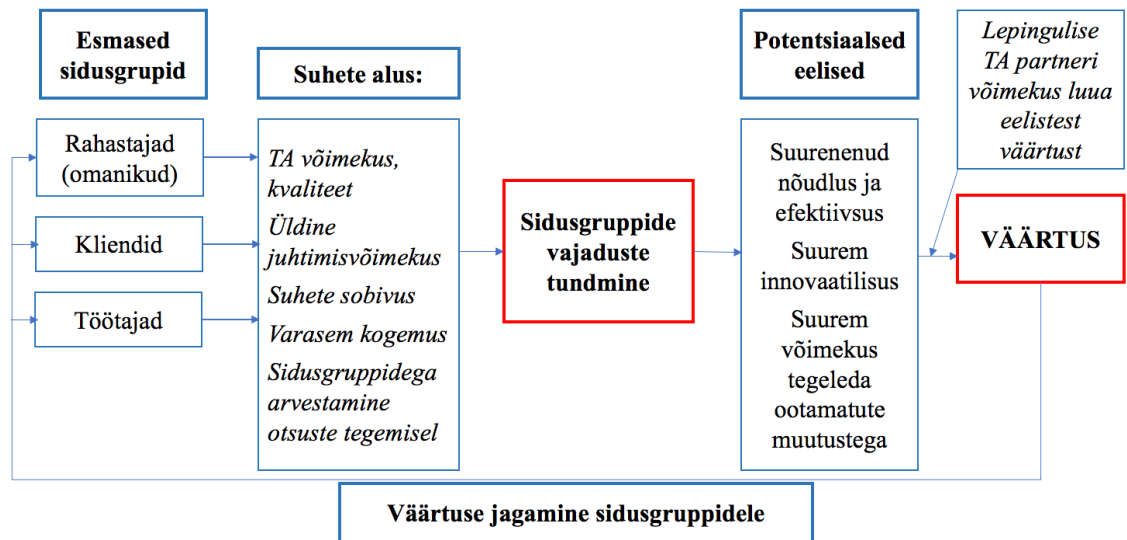 Esmased
sidusgrupid
Suhete alus:
Potentsiaalsed
eelised
Lepingulise
TA partneri
võimekus luua
eelistest
väärtust
Rahastajad
(omanikud)
Kliendid
Töötajad
TA võimekus,
kvaliteet
Üldine
juhtimisvõimekus
Suhete sobivus
Varasem kogemus
Sidusgruppidega
arvestamine
otsuste tegemisel
Sidusgruppide
vajaduste
tundmine
Suurenenud
nõudlus ja
efektiivsus
Suurem
innovaatilisus
Suurem
võimekus
tegeleda
ootamatute
muutustega
VÄÄRTUS
Väärtuse jagamine sidusgruppidele